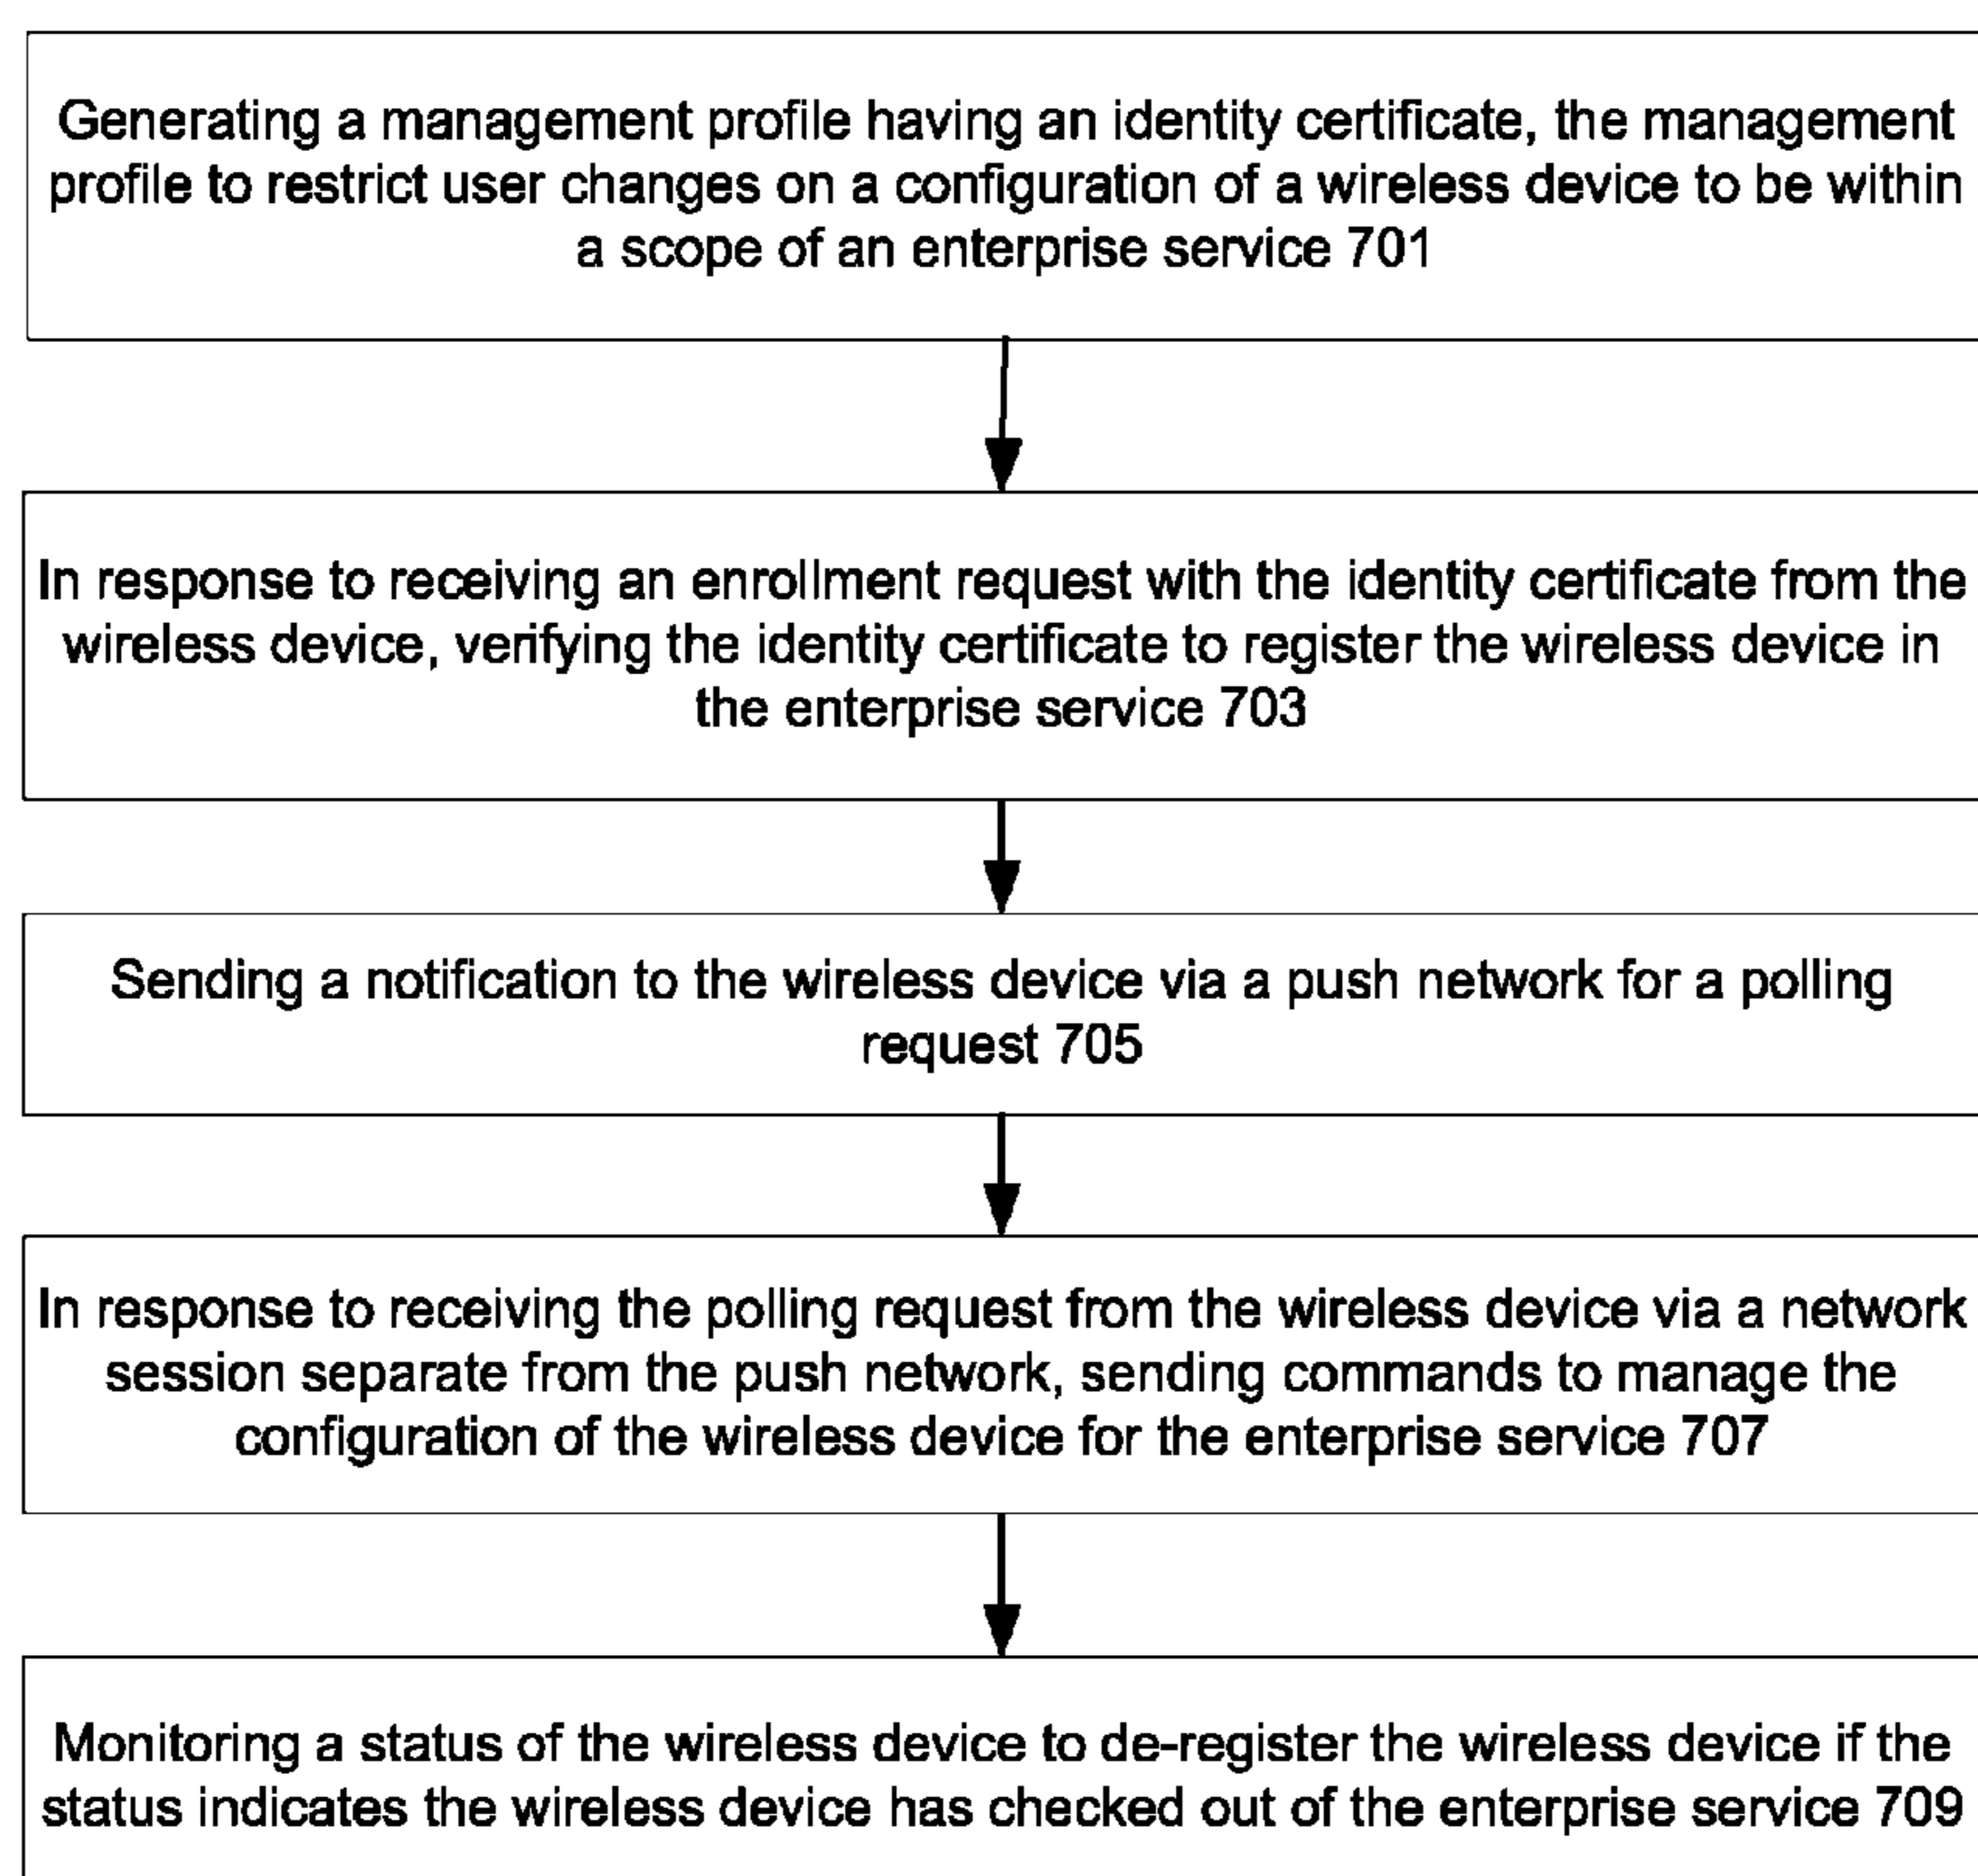 Generating a management profile having an identity certificate, the management
profile to restrict user changes on a configuration of a wireless device to be within
a scope of an enterprise service 701
In response to receiving an enrollment request with the identity certificate from the
wireless device, verifying the identity certificate to register the wireless device in
the enterprise service 703
Sending a notification to the wireless device via a push network for a polling
request 705
In response to receiving the polling request from the wireless device via a network
session separate from the push network, sending commands to manage the
configuration of the wireless device for the enterprise service 707
Monitoring a status of the wireless device to de-register the wireless device if the
status indicates the wireless device has checked out of the enterprise service 709